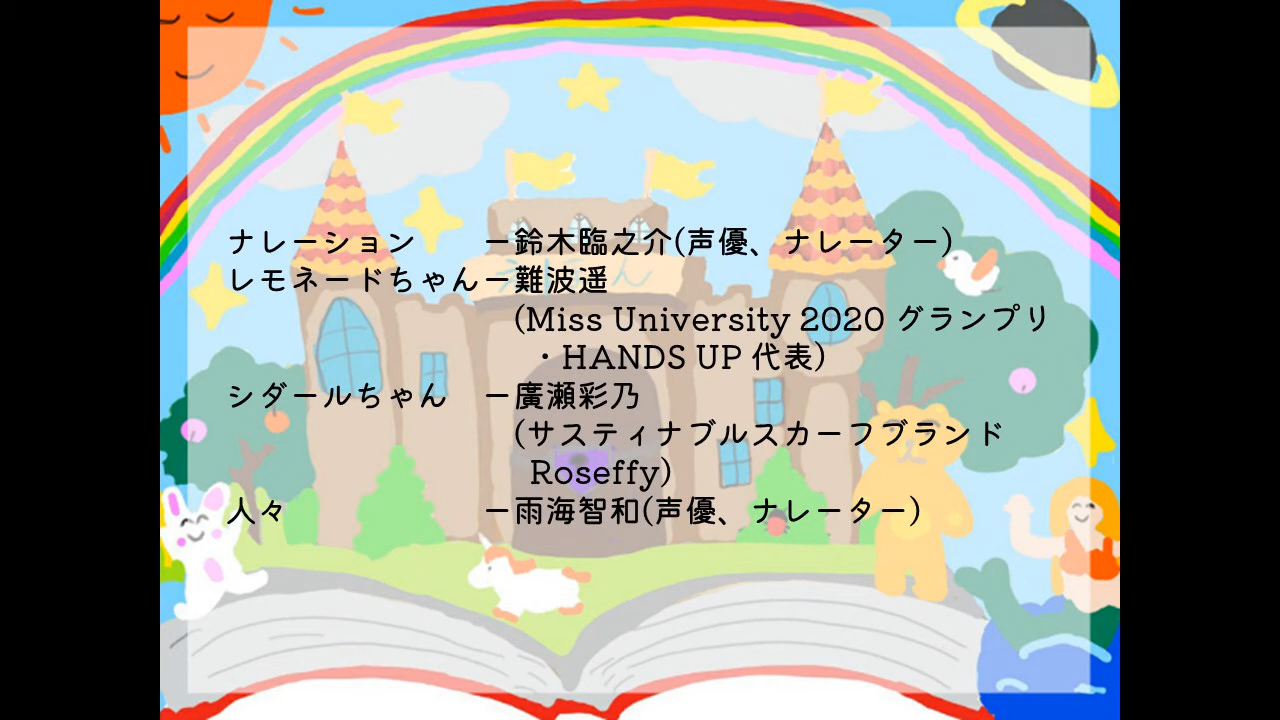 ナレーション　　ー鈴木臨之介(声優、ナレーター)
レモネードちゃんー難波遥
(Miss University 2020 グランプリ
・HANDS UP 代表)
シダールちゃん　ー廣瀬彩乃
(サスティナブルスカーフブランド
Roseffy)
人々　　　　　　ー雨海智和(声優、ナレーター)